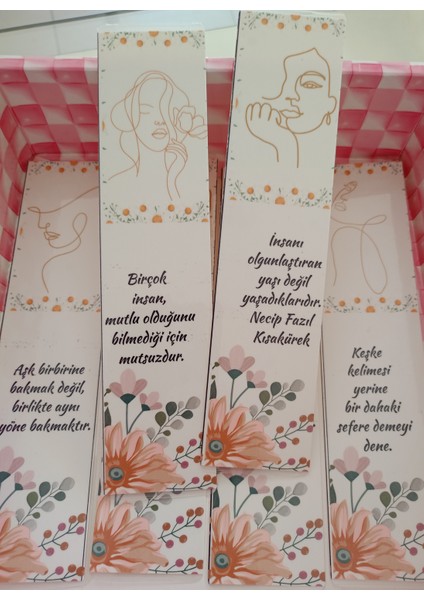 Birçok
insan,
mutlu olduğunu
bilmediği için
mutsuzdur.
İnsanı
olgunlaştıran
yaşı değil
yaşadıklarıdır.
Necip Fazıl
Kısakürek
Aşk birbirine
bakmak değil,
birlikte aynı
yöne bakmaktır.
Keşke
kelimesi
yerine
bir dahaki
sefere demeyi
dene.